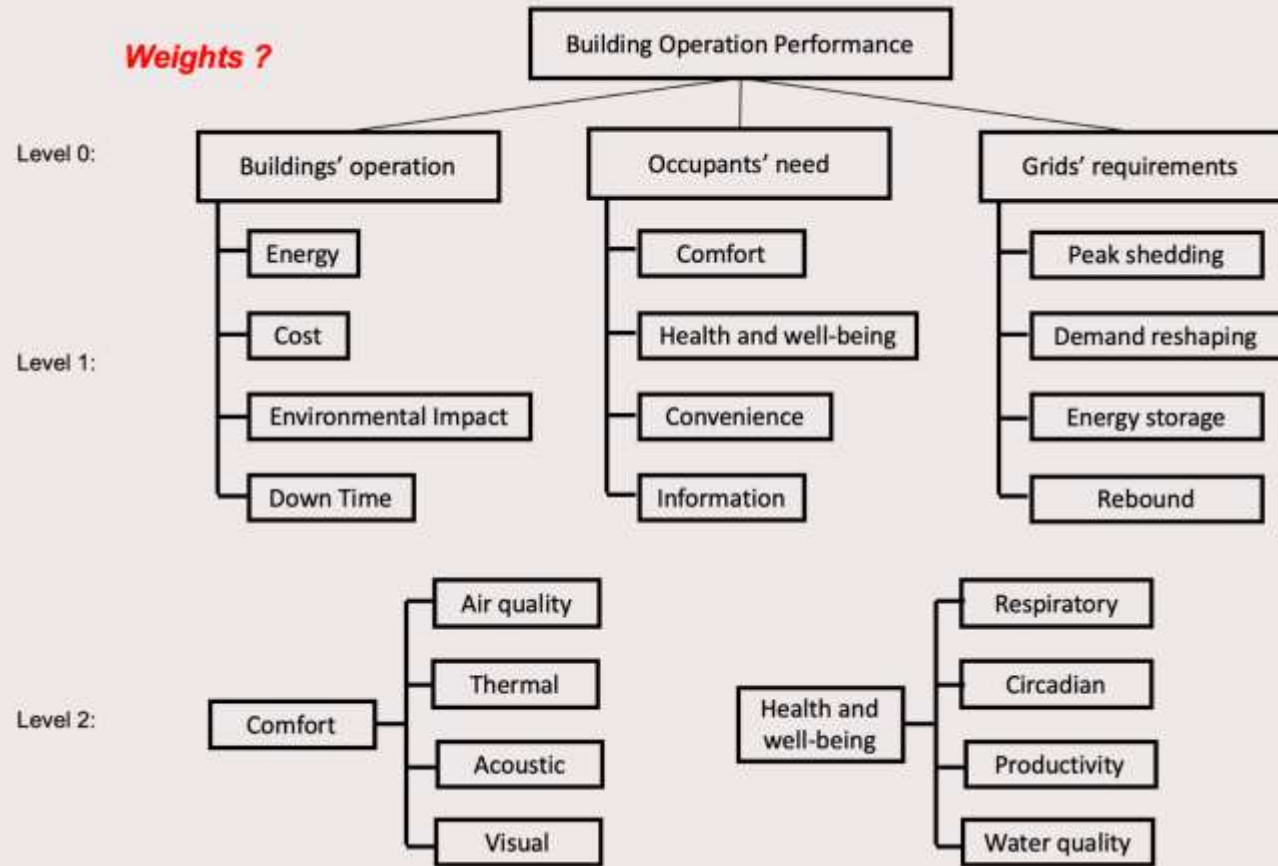 Weights ?
Building Operation Performance
Level 0:
Buildings’ operation
Occupants’ need
Grids’ requirements
Level 1:
Energy
Cost
Environmental Impact
Down Time
Comfort
Health and well-being
Convenience
Information
Peak shedding
Demand reshaping
Energy storage
Rebound
Level 2:
Comfort
Air quality
Thermal
Acoustic
Visual
Health and
well-being
Respiratory
Circadian
Productivity
Water quality